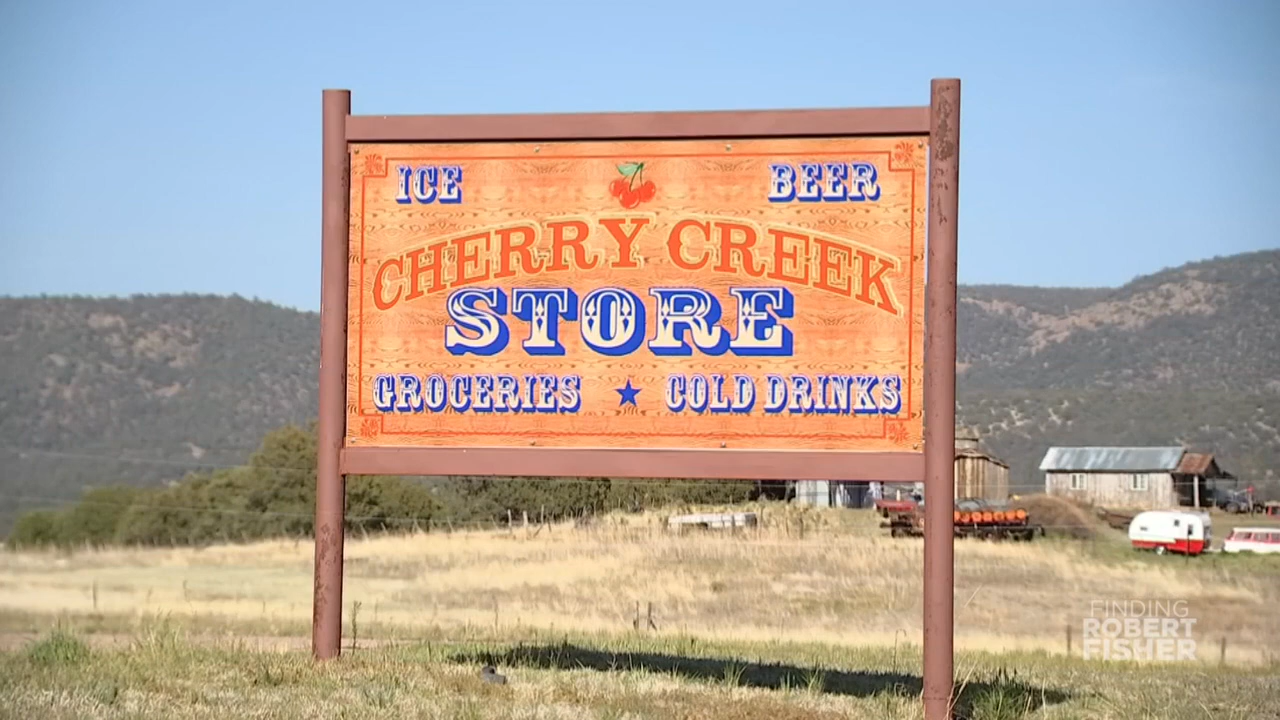 ICE BEER
CHERRY CREEK
STORE
GROCERIES ★ COLD DRINKS
FINDING
ROBERT
FISHER